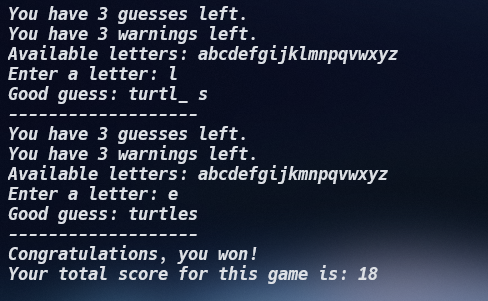 You have 3 guesses left.
You have 3 warnings left.
Available letters: abcdefgijklmnpqvwxyz
Enter a letter: l
Good guess: turtl_ s
-------------------
You have 3 guesses left.
You have 3 warnings left.
Available letters: abcdefgijkmnpqvwxyz
Enter a letter: e
Good guess: turtles
-------------------
Congratulations, you won!
Your total score for this game is: 18